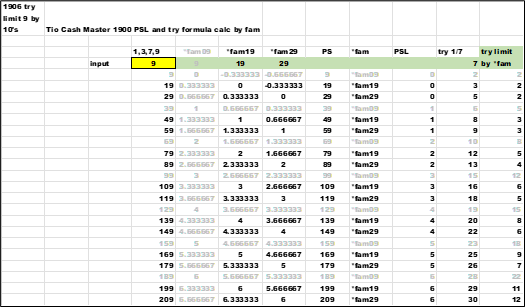 1906 try
limit 9 by
10's Tio Cash Master 1900 PSL and try formula calc by fam
1,3,7,9 *fam09 *fam19 *fam29 PS *fam PSL try 1/7 try limit
input 9 9 19 29 7 by *fam
9 0 -0.333333 -0.666667 9 *fam09 0 2 2
19 0.333333 0 -0.333333 19 *fam19 0 3 2
29 0.666667 0.333333 0 29 *fam29 0 5 2
39 1 0.666667 0.333333 39 *fam09 1 6 5
49 1.333333 1 0.666667 49 *fam19 1 8 3
59 1.666667 1.333333 1 59 *fam29 1 9 3
69 2 1.666667 1.333333 69 *fam09 2 10 8
79 2.333333 2 1.666667 79 *fam19 2 12 5
89 2.666667 2.333333 2 89 *fam29 2 13 4
99 3 2.666667 2.333333 99 *fam09 3 15 12
109 3.333333 3 2.666667 109 *fam19 3 16 6
119 3.666667 3.333333 3 119 *fam29 3 18 5
129 4 3.666667 3.333333 129 *fam09 4 19 15
139 4.333333 4 3.666667 139 *fam19 4 20 8
149 4.666667 4.333333 4 149 *fam29 4 22 6
159 5 4.666667 4.333333 159 *fam09 5 23 18
169 5.333333 5 4.666667 169 *fam19 5 25 9
179 5.666667 5.333333 5 179 *fam29 5 26 7
189 6 5.666667 5.333333 189 *fam09 6 28 22
199 6.333333 6 5.666667 199 *fam19 6 29 11
209 6.666667 6.333333 6 209 *fam29 6 30 12